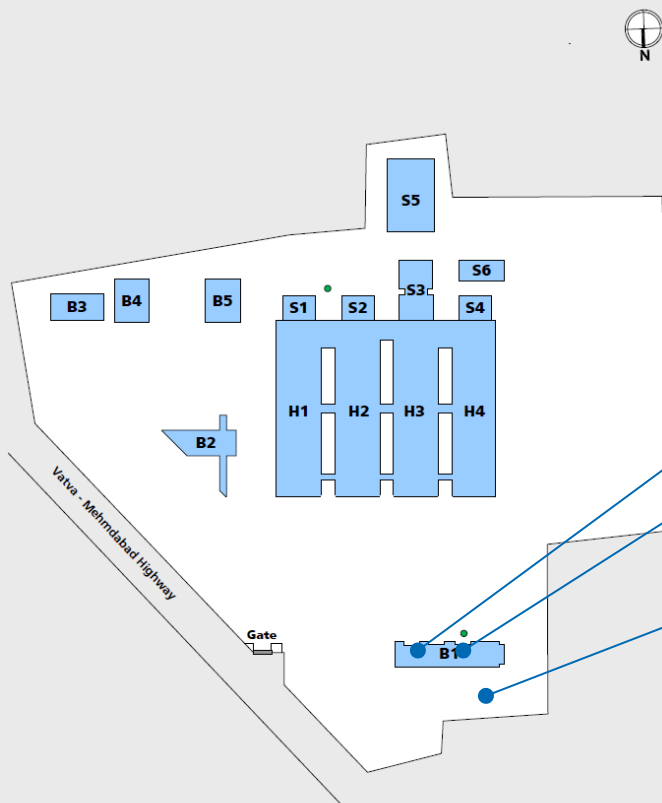 N
S5
S6
S3
B3
B4
B5
S1
S2
S4
H1
H2
H3
H4
B2
Vatva - Mehmdabad Highway
Gate
B1